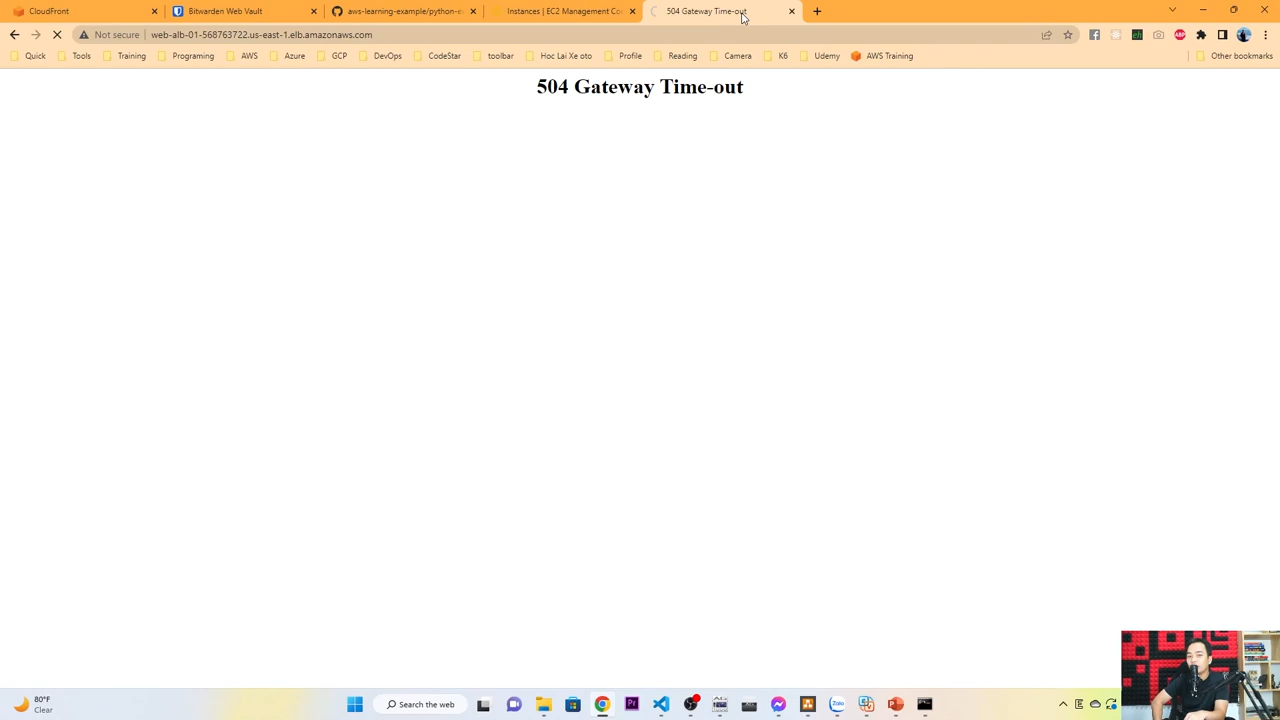 CloudFront
Bitwarden Web Vault
aws-learning-example/python-e
Instances | EC2 Management Co
504 Gateway Time-out
Not secure
web-alb-01-568763722.us-east-1.elb.amazonaws.com
Quick
Tools
Training
Programing
AWS
Azure
GCP
DevOps
CodeStar
toolbar
Hoc Lai Xe oto
Profile
Reading
Camera
K6
Udemy
AWS Training
Other bookmarks
504 Gateway Time-out
80°F
Clear
Search the web